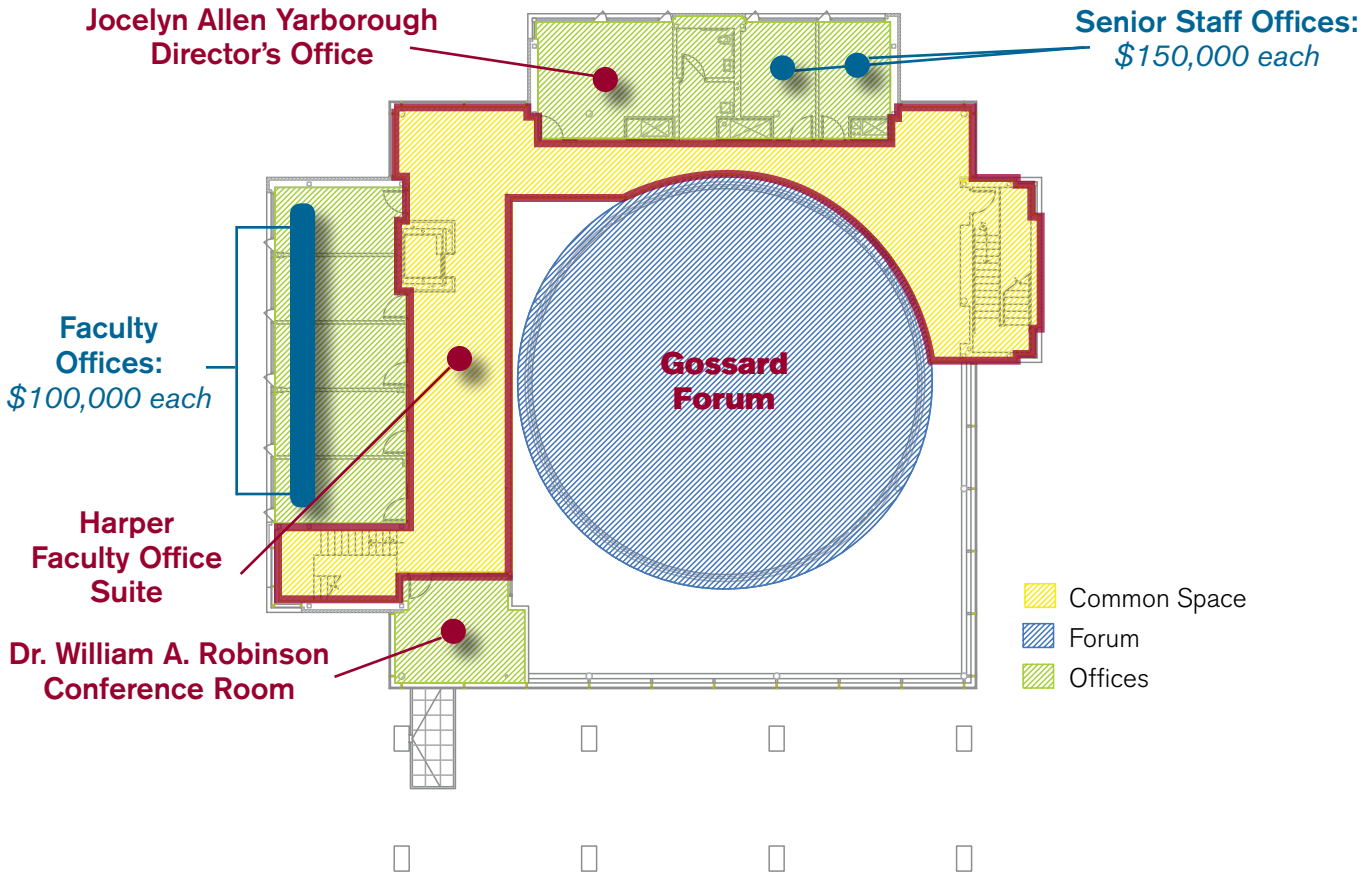 Jocelyn Allen Yarborough
Director's Office
Senior Staff Offices:
$150,000 each
Faculty
Offices:
$100,000 each
Gossard
Forum
Harper
Faculty Office
Suite
Dr. William A. Robinson
Conference Room
Common Space
Forum
Offices